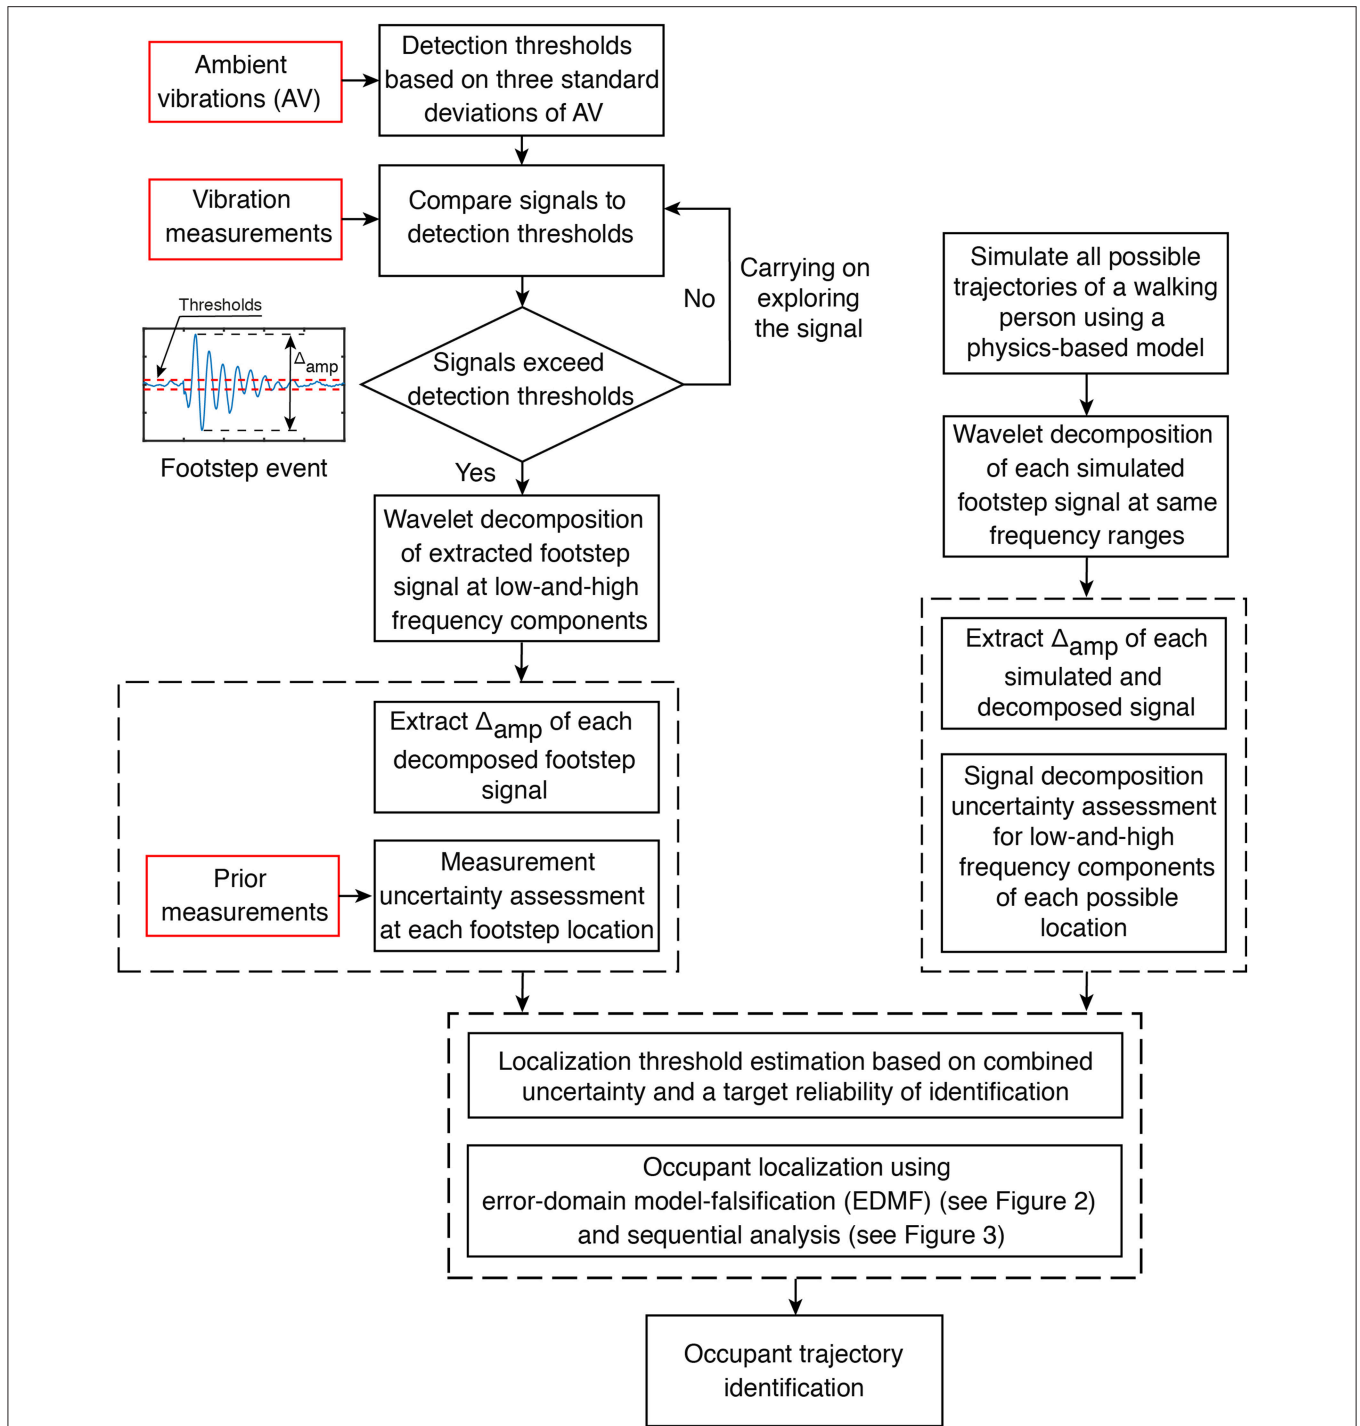 Ambient
vibrations (AV)
Detection thresholds
based on three standard
deviations of AV
Vibration
measurements
Compare signals to
detection thresholds
Carrying on
exploring
the signal
No
Thresholds
Δamp
Footstep event
Signals exceed
detection thresholds
Yes
Wavelet decomposition
of extracted footstep
signal at low-and-high
frequency components
Extract Δamp of each
decomposed footstep
signal
Prior
measurements
Measurement
uncertainty assessment
at each footstep location
Simulate all possible
trajectories of a walking
person using a
physics-based model
Wavelet decomposition
of each simulated
footstep signal at same
frequency ranges
Extract Δamp of each
simulated and
decomposed signal
Signal decomposition
uncertainty assessment
for low-and-high
frequency components
of each possible
location
Localization threshold estimation based on combined
uncertainty and a target reliability of identification
Occupant localization using
error-domain model-falsification (EDMF) (see Figure 2)
and sequential analysis (see Figure 3)
Occupant trajectory
identification